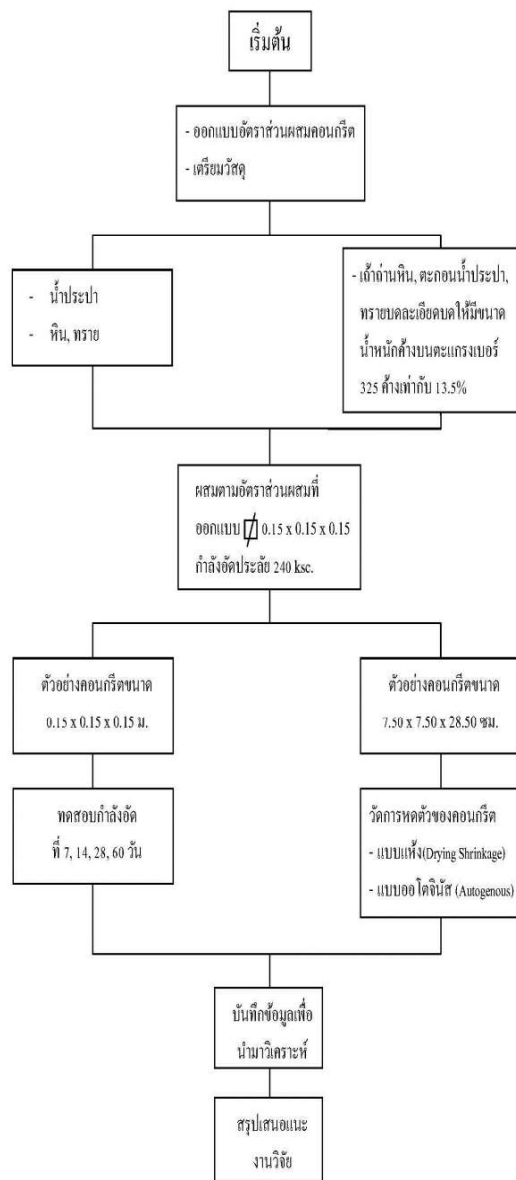 เริ่มต้น
- ออกแบบอัตราส่วนผสมคอนกรีต
- เตรียมวัสดุ
- น้ำประปา
- หิน, ทราย
- เถ้าถ่านหิน, ตะกอนน้ำประปา,
ทรายบดละเอียดบดให้มีขนาด
น้ำหนักค้างบนตะแกรงเบอร์
325 ค้างเท่ากับ 13.5%
ผสมตามอัตราส่วนผสมที่
ออกแบบ 0.15 x 0.15 x 0.15
กำลังอัดประลัย 240 ksc.
ตัวอย่างคอนกรีตขนาด
0.15 x 0.15 x 0.15 ม.
ตัวอย่างคอนกรีตขนาด
7.50 x 7.50 x 28.50 ซม.
ทดสอบกำลังอัด
ที่ 7, 14, 28, 60 วัน
วัดการหดตัวของคอนกรีต
- แบบแห้ง(Drying Shrinkage)
- แบบออโตจินัส (Autogenous)
บันทึกข้อมูลเพื่อ
นำมาวิเคราะห์
สรุปเสนอแนะ
งานวิจัย